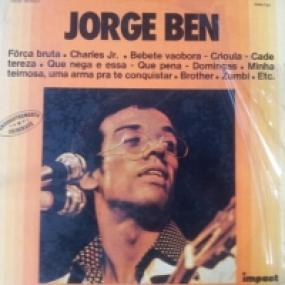 JORGE BEN
Fôrça bruta • Charles Jr. • Bebete vaobora - Crioula - Cade
tereza • Que nega e essa - Que pena - Domingas • Minha
teimosa, uma arma pra te conquistar • Brother • Zumbi • Etc.
impact